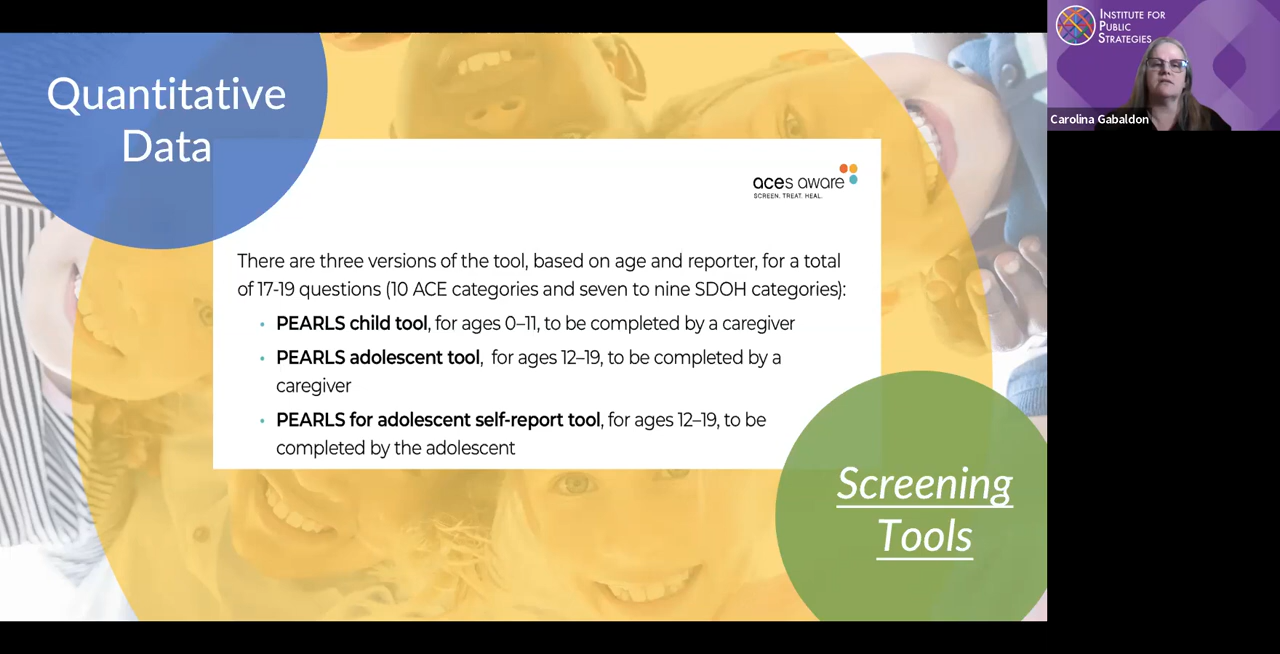 Quantitative
Data
aces aware
SCREEN. TREAT. HEAL.
There are three versions of the tool, based on age and reporter, for a total
of 17-19 questions (10 ACE categories and seven to nine SDOH categories):
• PEARLS child tool, for ages 0–11, to be completed by a caregiver
• PEARLS adolescent tool, for ages 12–19, to be completed by a
caregiver
• PEARLS for adolescent self-report tool, for ages 12–19, to be
completed by the adolescent
Screening
Tools
INSTITUTE FOR
PUBLIC
STRATEGIES
Carolina Gabaldon